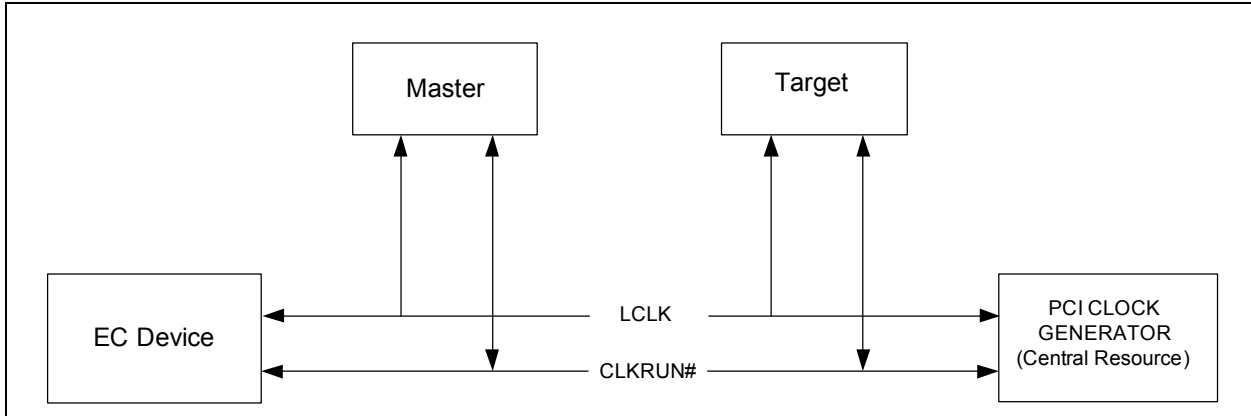 Master
Target
EC Device
LCLK
CLKRUN#
PCI CLOCK
GENERATOR
(Central Resource)